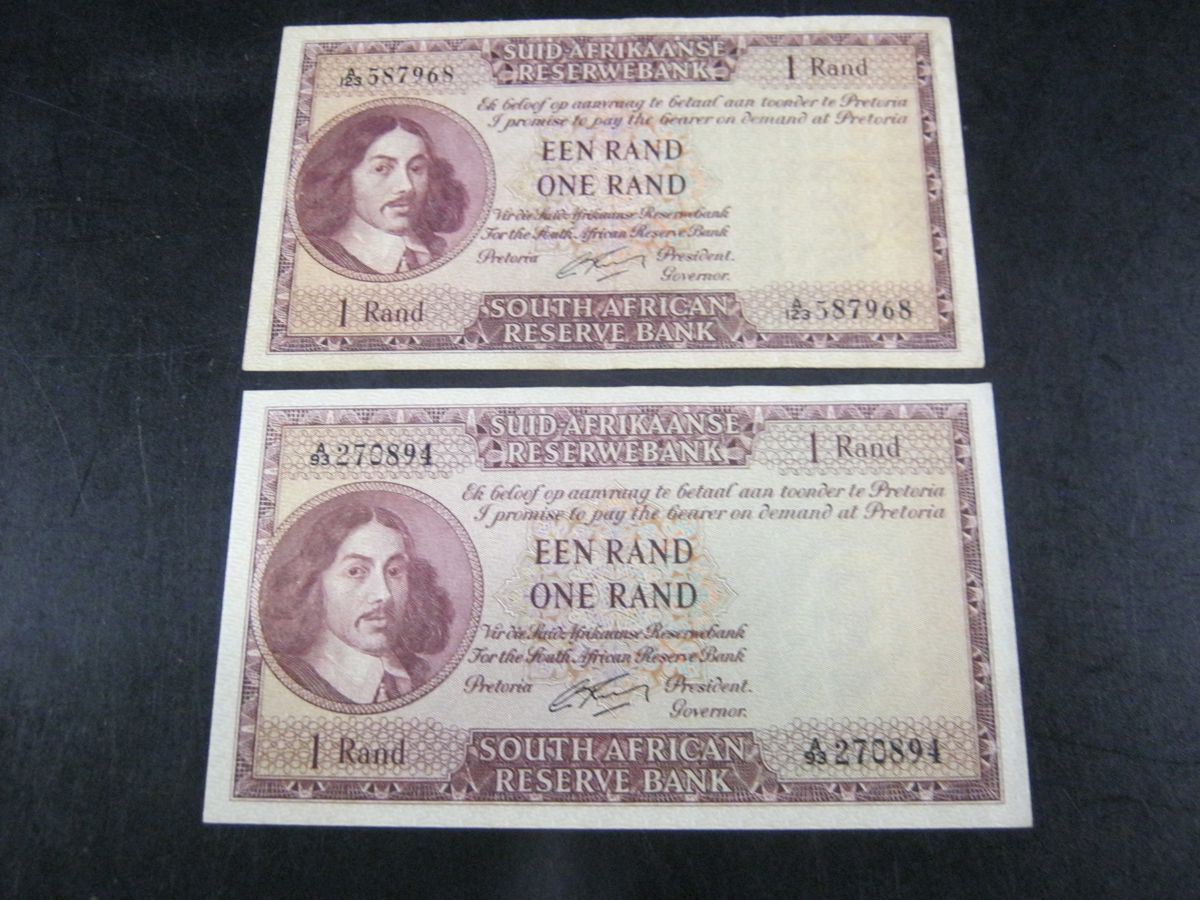 SUID-AFRIKAANSE
RESERWEBANK
A/123 587968
1 Rand
Ek beloof op aanvraag te betaal aan toonder te Pretoria
I promise to pay the bearer on demand at Pretoria
EEN RAND
ONE RAND
Vir die Suid-Afrikaanse Reserwebank
For the South African Reserve Bank
Pretoria
President.
Governor.
1 Rand
SOUTH AFRICAN
RESERVE BANK
A/123 587968
SUID-AFRIKAANSE
RESERWEBANK
A/93 270894
1 Rand
Ek beloof op aanvraag te betaal aan toonder te Pretoria
I promise to pay the bearer on demand at Pretoria
EEN RAND
ONE RAND
Vir die Suid-Afrikaanse Reserwebank
For the South African Reserve Bank
Pretoria
President.
Governor.
1 Rand
SOUTH AFRICAN
RESERVE BANK
A/93 270894